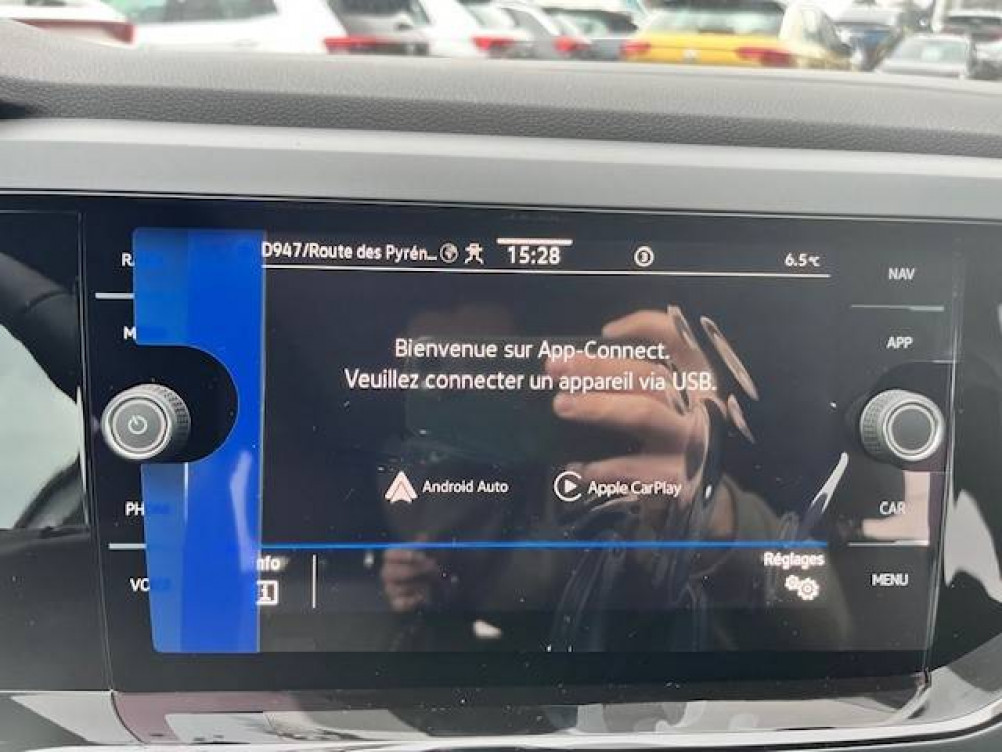 D947/Route des Pyrén... 15:28 3 6.5°C
NAV
APP
Bienvenue sur App-Connect.
Veuillez connecter un appareil via USB.
Android Auto Apple CarPlay
CAR
Réglages
MENU